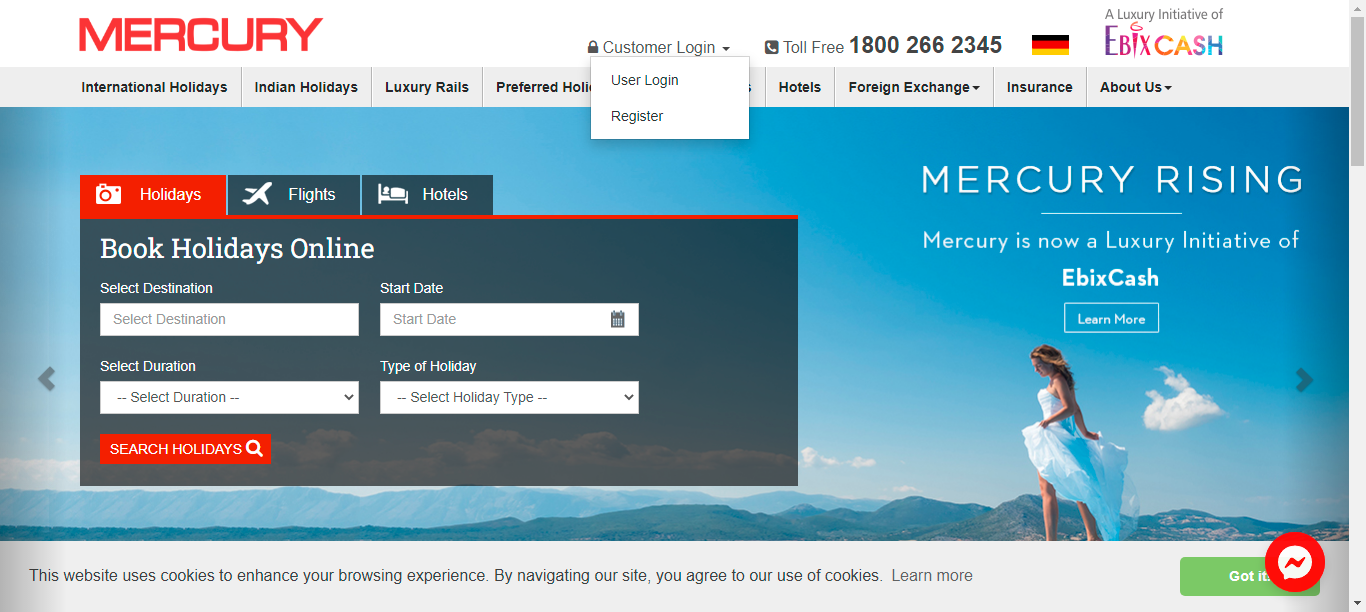 MERCURY
Customer Login
Toll Free 1800 266 2345
A Luxury Initiative of
EBIXCASH
User Login
Register
International Holidays
Indian Holidays
Luxury Rails
Preferred
Hotels
Foreign Exchange
Insurance
About Us
Holidays
Flights
Hotels
Book Holidays Online
Select Destination
Start Date
Select Destination
Start Date
Select Duration
Type of Holiday
-- Select Duration --
-- Select Holiday Type --
SEARCH HOLIDAYS
MERCURY RISING
Mercury is now a Luxury Initiative of
EbixCash
Learn More
This website uses cookies to enhance your browsing experience. By navigating our site, you agree to our use of cookies. Learn more
Got it!